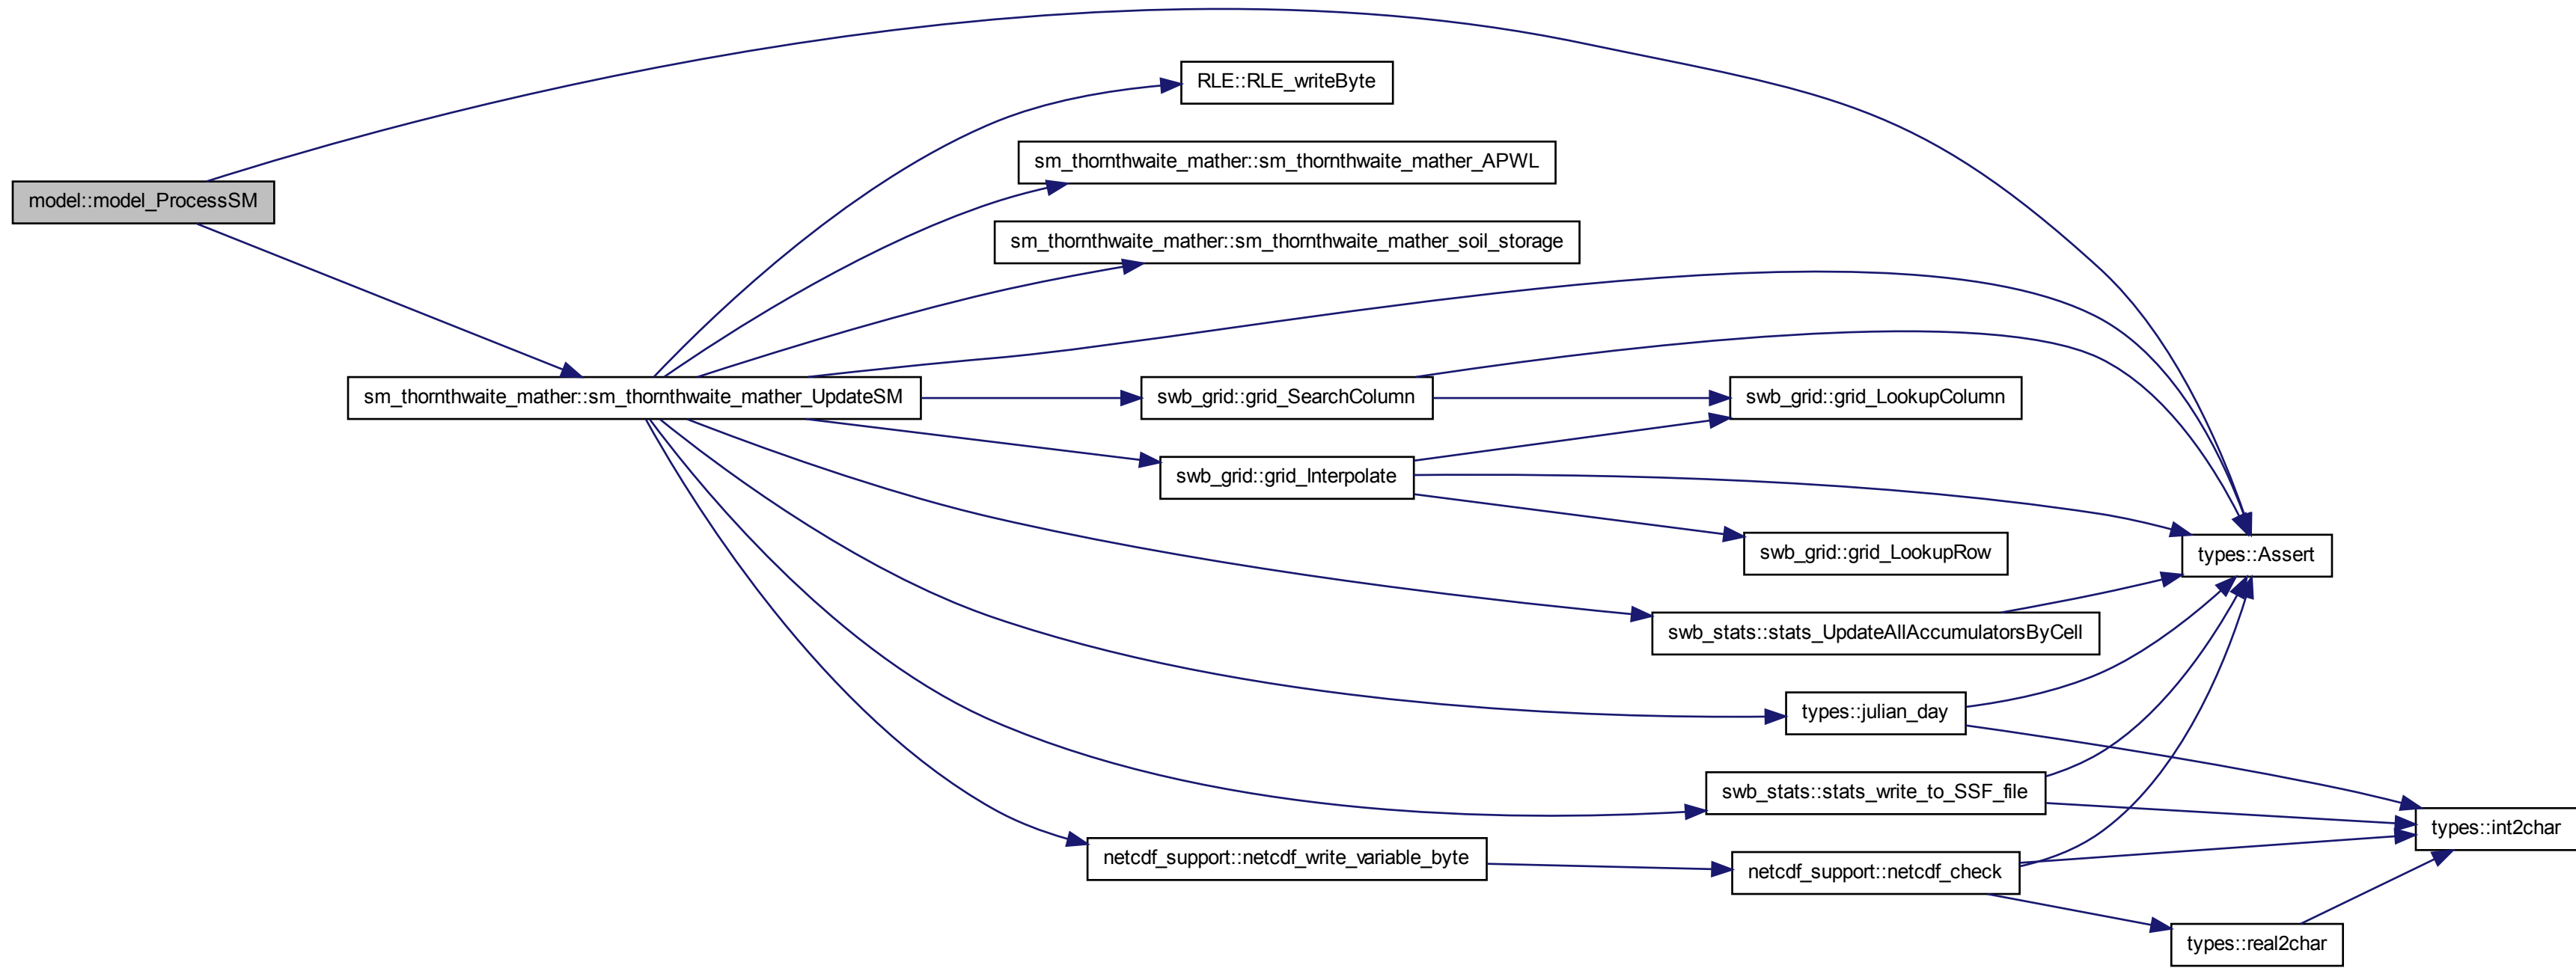 RLE::RLE_writeByte
sm_thornthwaite_mather::sm_thornthwaite_mather_APWL
model::model_ProcessSM
sm_thornthwaite_mather::sm_thornthwaite_mather_soil_storage
sm_thornthwaite_mather::sm_thornthwaite_mather_UpdateSM
swb_grid::grid_SearchColumn
swb_grid::grid_LookupColumn
swb_grid::grid_Interpolate
swb_grid::grid_LookupRow
types::Assert
swb_stats::stats_UpdateAllAccumulatorsByCell
types::julian_day
swb_stats::stats_write_to_SSF_file
types::int2char
netcdf_support::netcdf_write_variable_byte
netcdf_support::netcdf_check
types::real2char